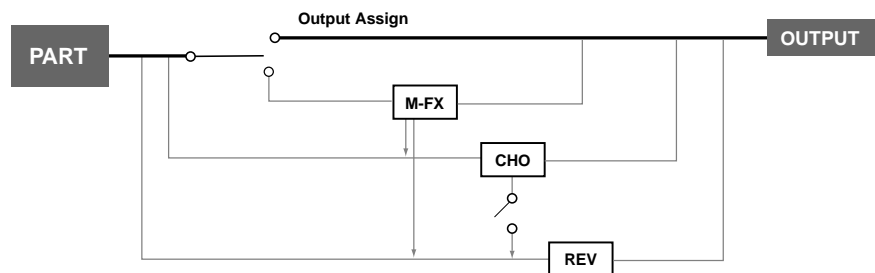 Output Assign
PART
OUTPUT
M-FX
CHO
REV